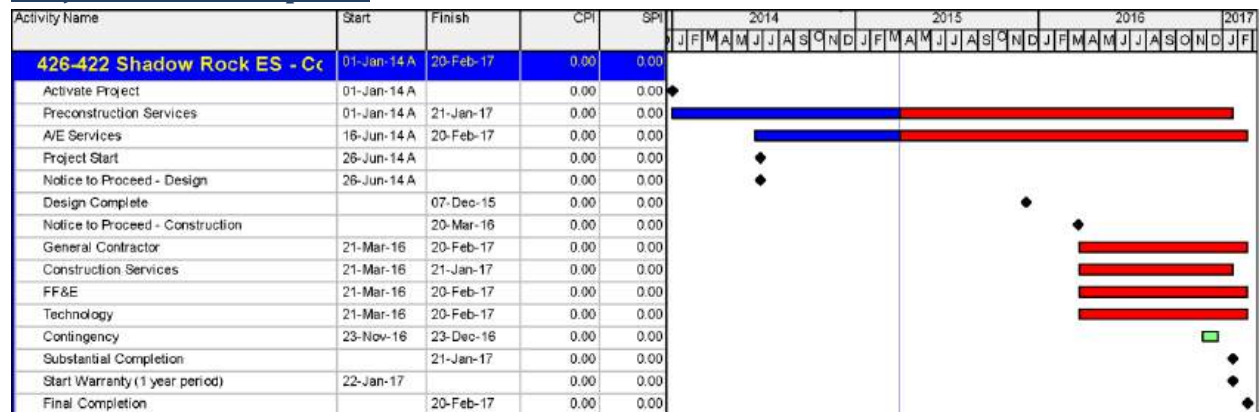 Activity Name Start Finish CPI SPI 2014 2015 2016 2017
J F M A M J J A S O N D J F M A M J J A S O N D J F M A M J J A S O N D J F
426-422 Shadow Rock ES - Cc 01-Jan-14 A 20-Feb-17 0.00 0.00
Activate Project 01-Jan-14 A 0.00 0.00
Preconstruction Services 01-Jan-14 A 21-Jan-17 0.00 0.00
A/E Services 16-Jun-14 A 20-Feb-17 0.00 0.00
Project Start 26-Jun-14 A 0.00 0.00
Notice to Proceed - Design 26-Jun-14 A 0.00 0.00
Design Complete 07-Dec-15 0.00 0.00
Notice to Proceed - Construction 20-Mar-16 0.00 0.00
General Contractor 21-Mar-16 20-Feb-17 0.00 0.00
Construction Services 21-Mar-16 21-Jan-17 0.00 0.00
FF&E 21-Mar-16 20-Feb-17 0.00 0.00
Technology 21-Mar-16 20-Feb-17 0.00 0.00
Contingency 23-Nov-16 23-Dec-16 0.00 0.00
Substantial Completion 21-Jan-17 0.00 0.00
Start Warranty (1 year period) 22-Jan-17 0.00 0.00
Final Completion 20-Feb-17 0.00 0.00